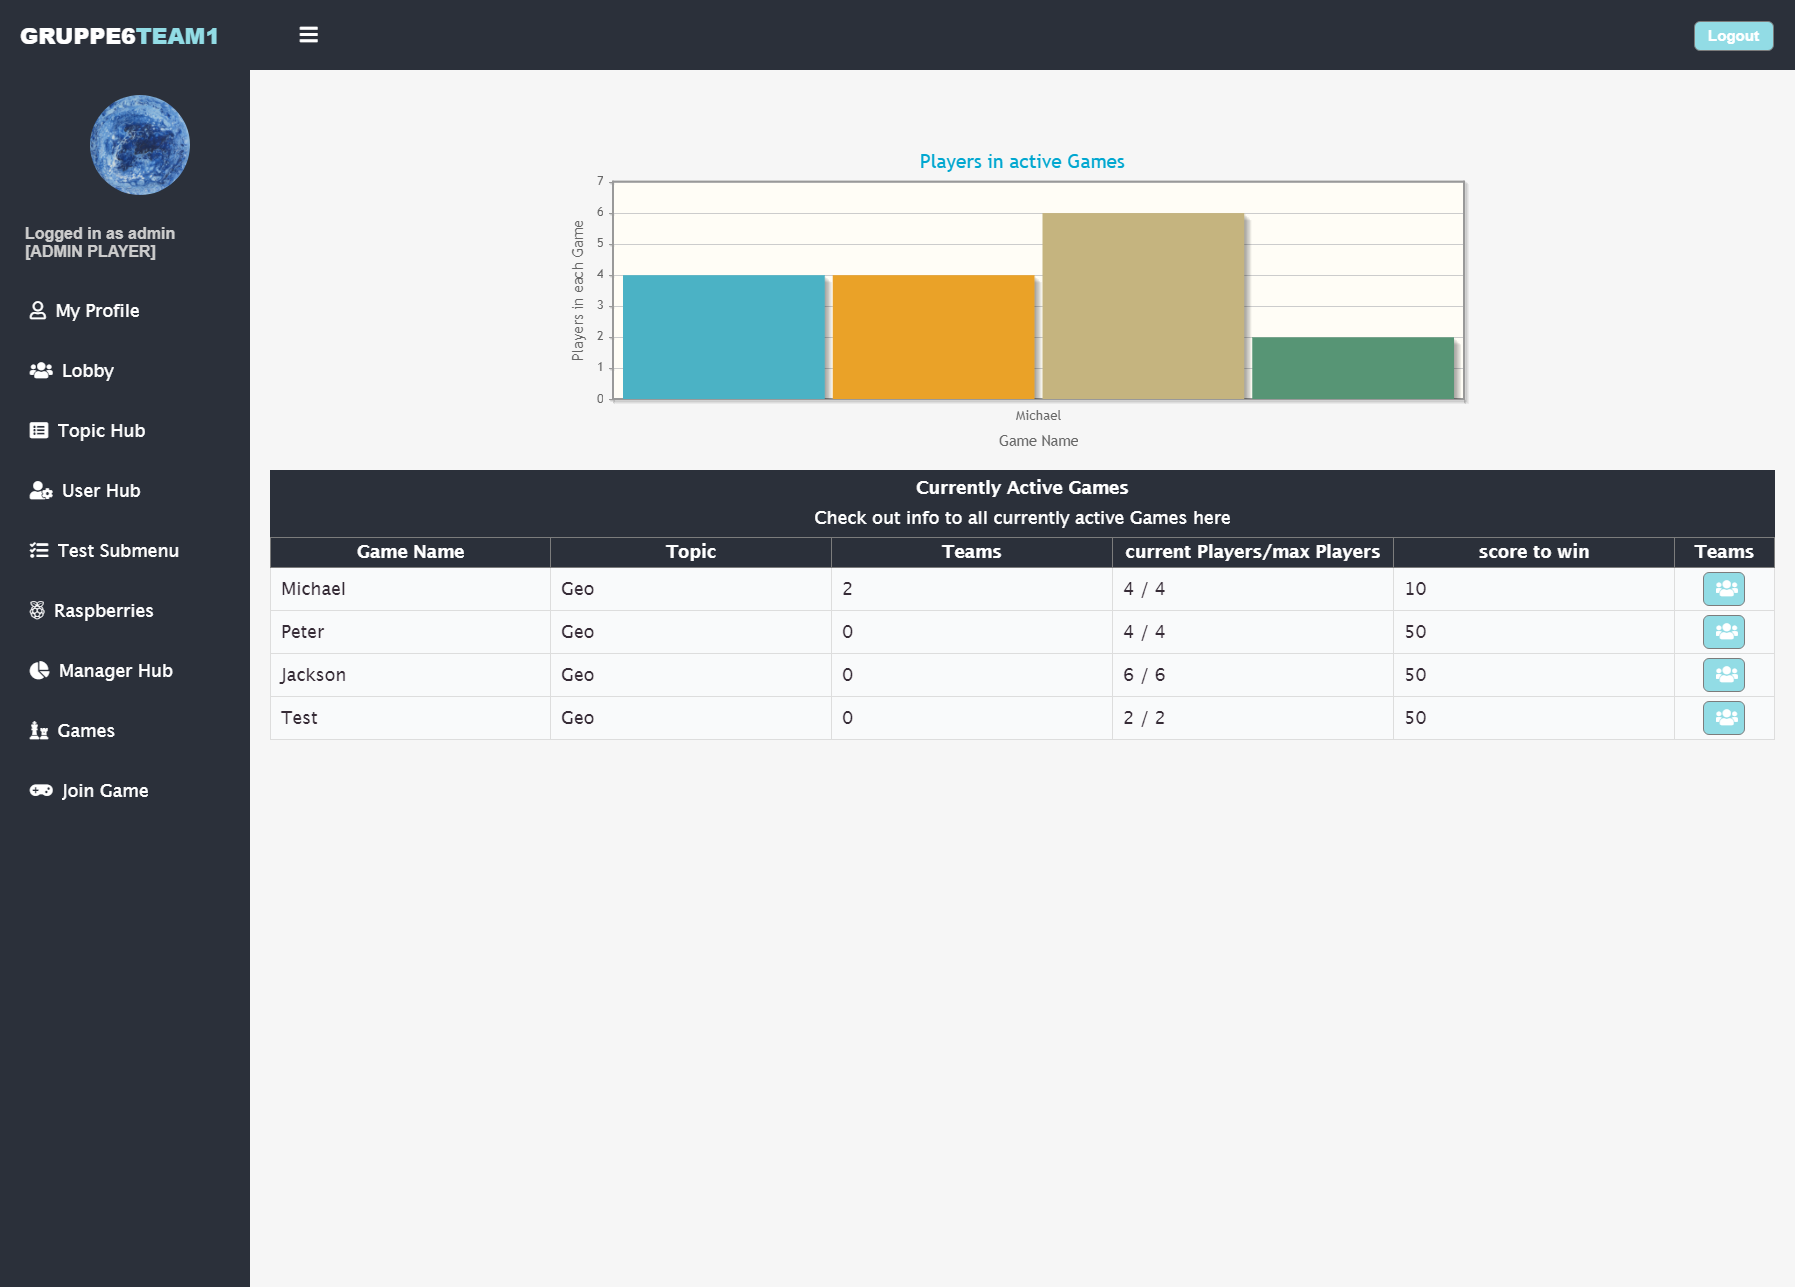 GRUPPE6TEAM1
Logout
Logged in as admin
[ADMIN PLAYER]
My Profile
Lobby
Topic Hub
User Hub
Test Submenu
Raspberries
Manager Hub
Games
Join Game
Players in active Games
Players in each Game
7
6
5
4
3
2
1
0
Michael
Game Name
Currently Active Games
Check out info to all currently active Games here
Game Name Topic Teams current Players/max Players score to win Teams
Michael Geo 2 4 / 4 10
Peter Geo 0 4 / 4 50
Jackson Geo 0 6 / 6 50
Test Geo 0 2 / 2 50